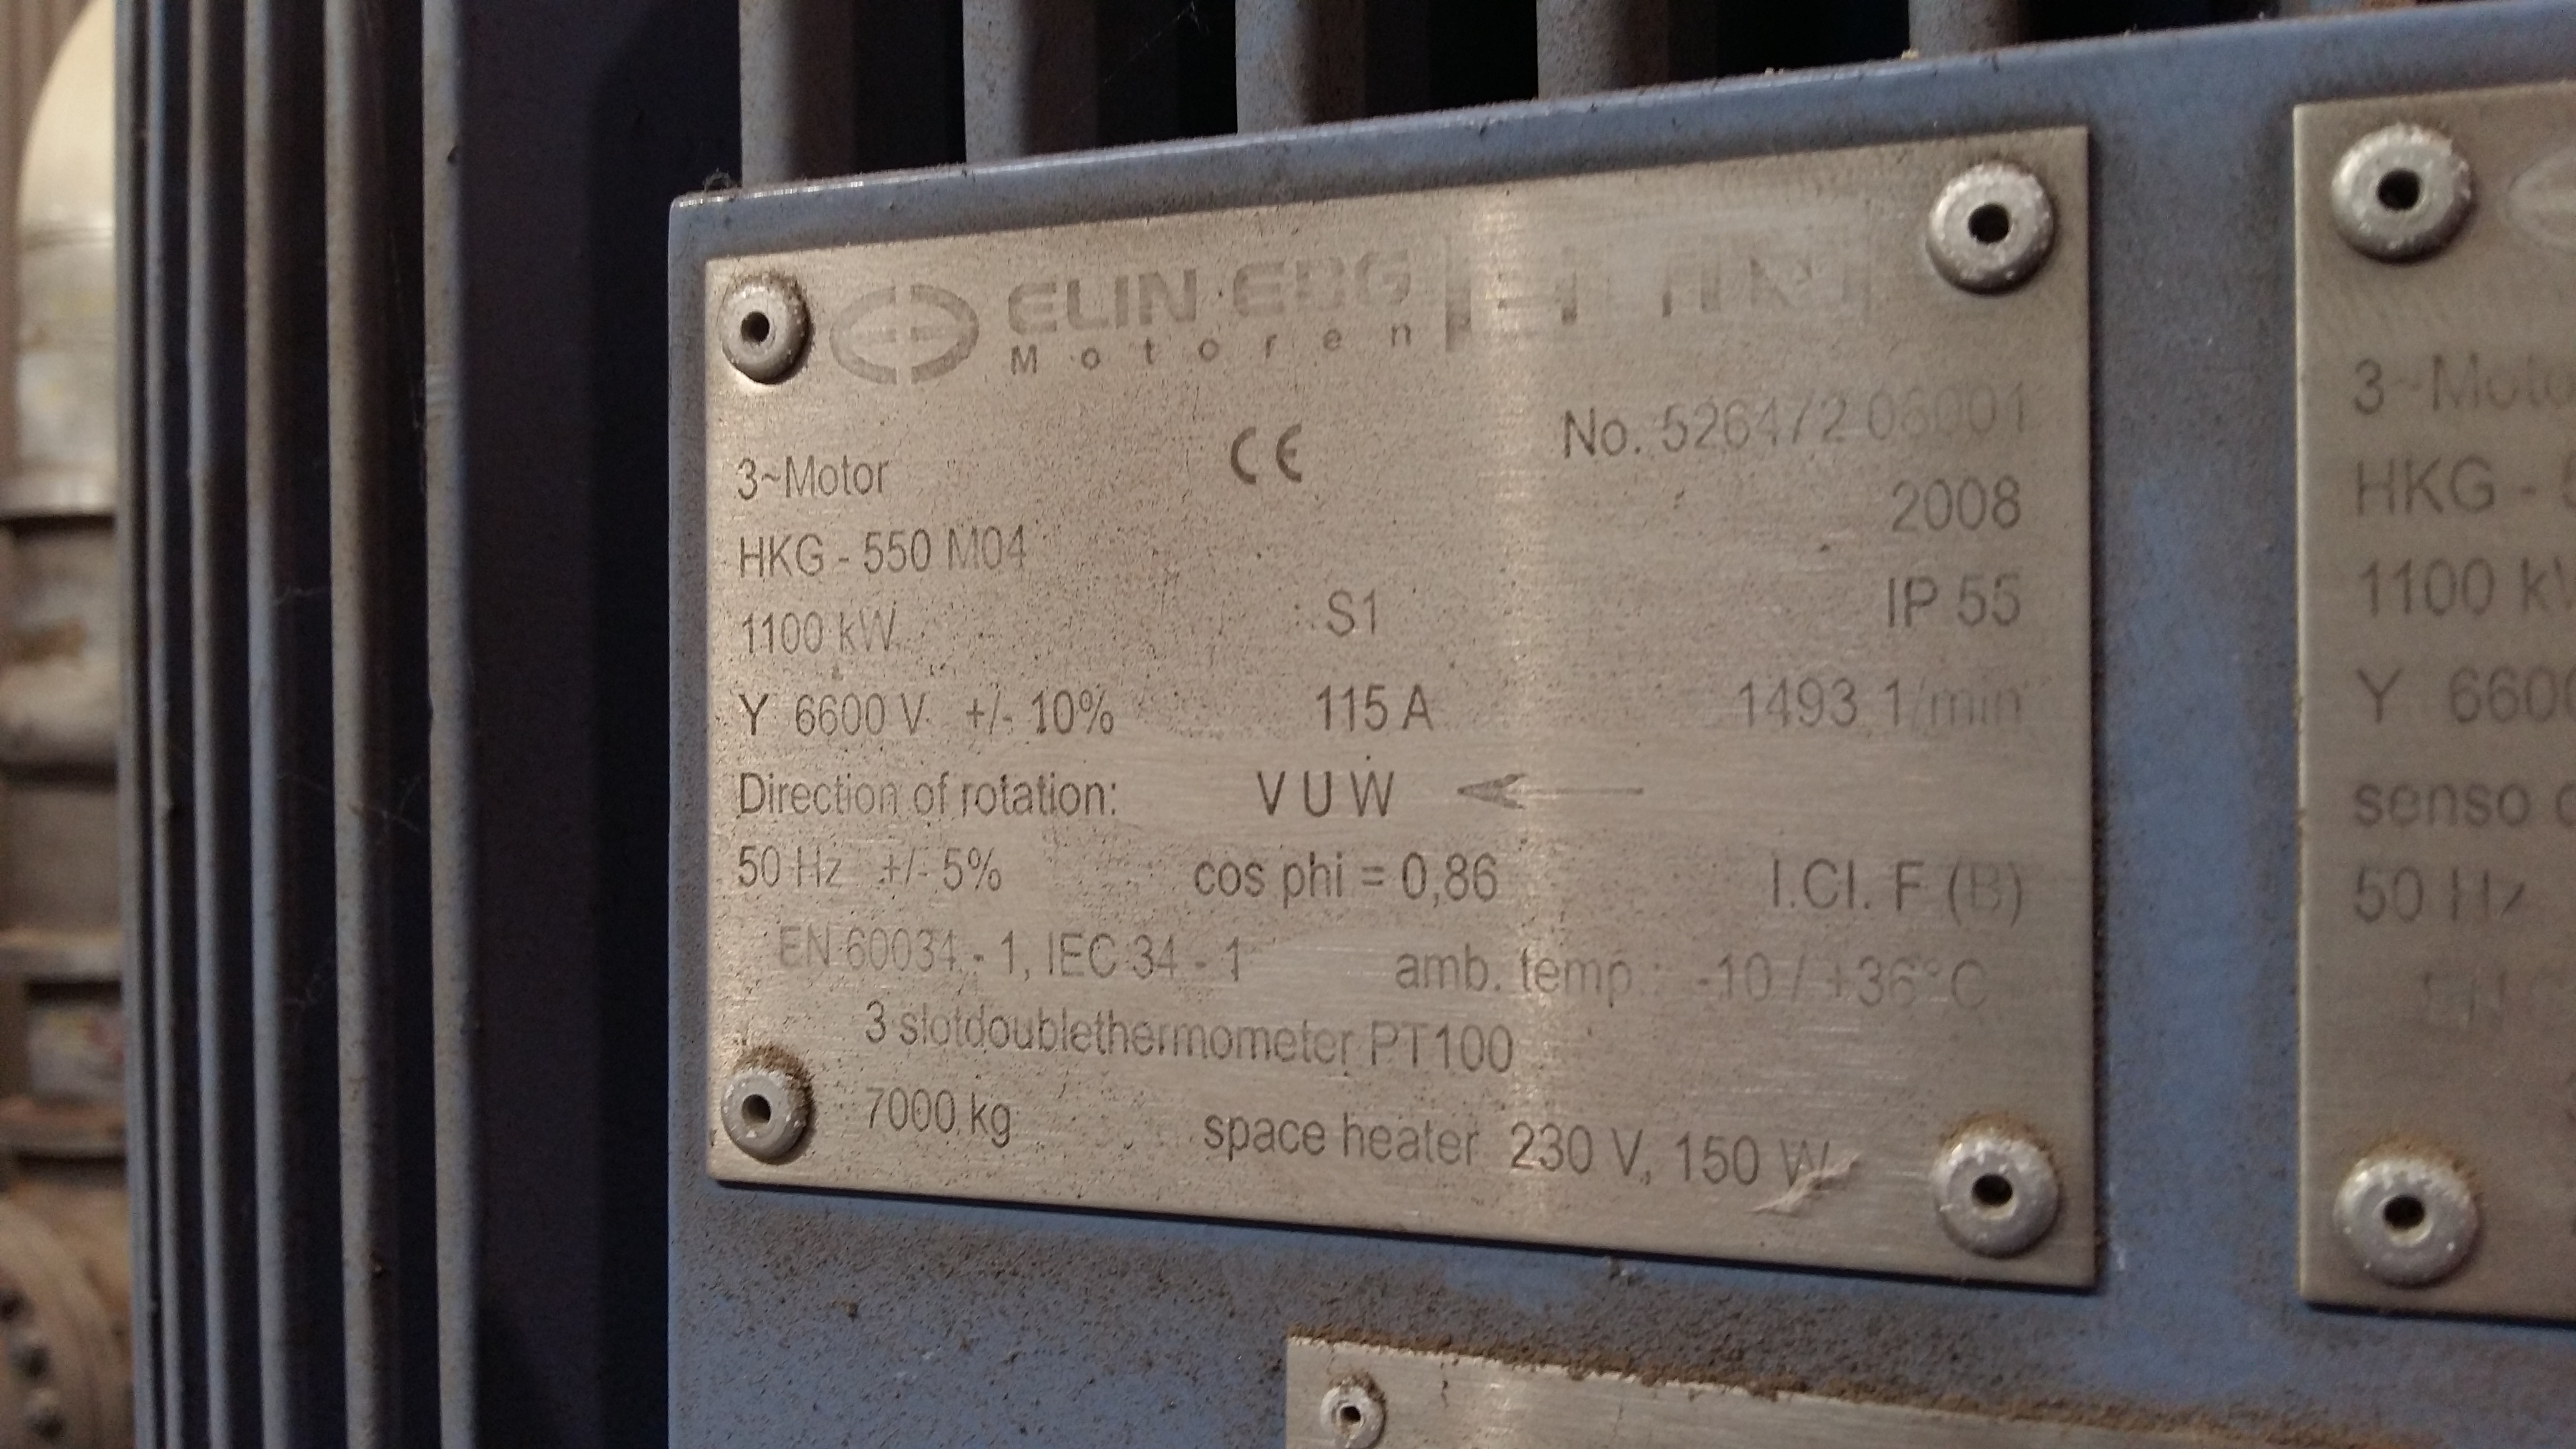 ELIN EBG
Motoren
CE
3~Motor
No.
HKG - 550 M04
2008
1100 kW
S1
IP 55
Y 6600 V +/- 10%
115 A
1493 1/min
Direction of rotation:
V U W
50 Hz +/- 5%
cos phi = 0,86
I.Cl. F (B)
EN 60034 - 1, IEC 34 - 1
amb. temp.: -10 / +36°C
3 slotdoublethermometer PT100
7000 kg
space heater 230 V, 150 W
3~Moto
HKG -
1100 k
Y 660
senso
50 Hz